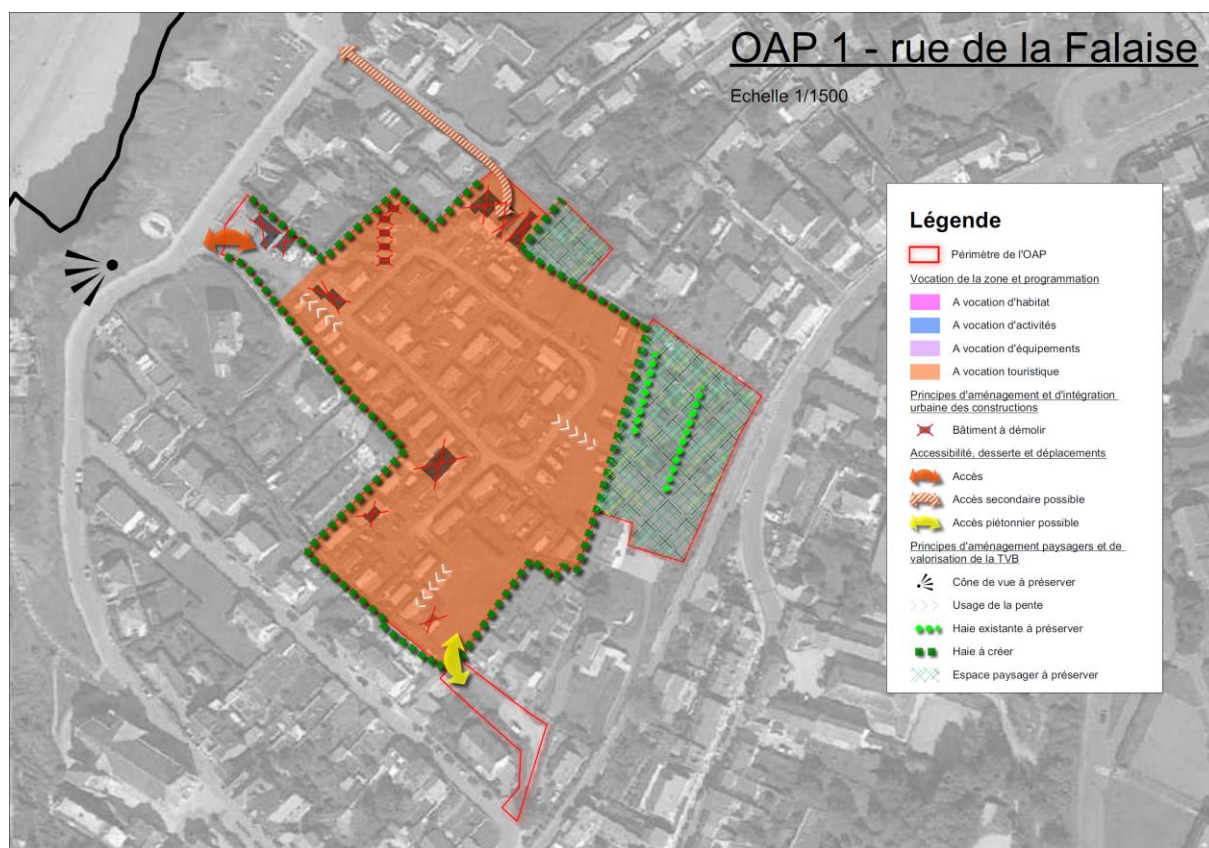 OAP 1 - rue de la Falaise
Echelle 1/1500
Légende
Périmètre de l'OAP
Vocation de la zone et programmation
A vocation d'habitat
A vocation d'activités
A vocation d'équipements
A vocation touristique
Principes d'aménagement et d'intégration
urbaine des constructions
Bâtiment à démolir
Accessibilité, desserte et déplacements
Accès
Accès secondaire possible
Accès piétonnier possible
Principes d'aménagement paysagers et de
valorisation de la TVB
Cône de vue à préserver
Usage de la pente
Haie existante à préserver
Haie à créer
Espace paysager à préserver